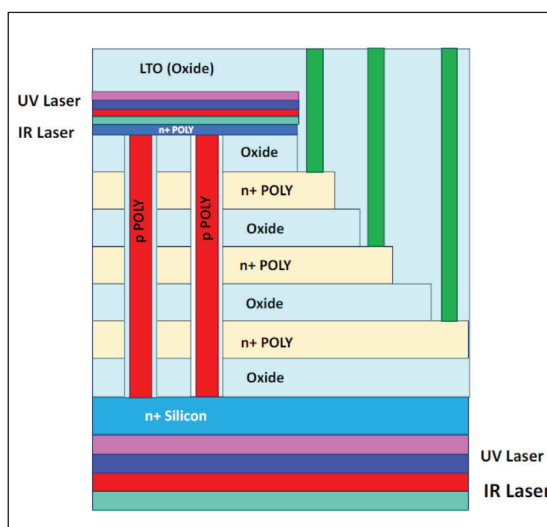 LTO (Oxide)
UV Laser
IR Laser
n+ POLY
Oxide
p POLY
p POLY
n+ POLY
Oxide
n+ POLY
Oxide
n+ POLY
Oxide
n+ Silicon
UV Laser
IR Laser